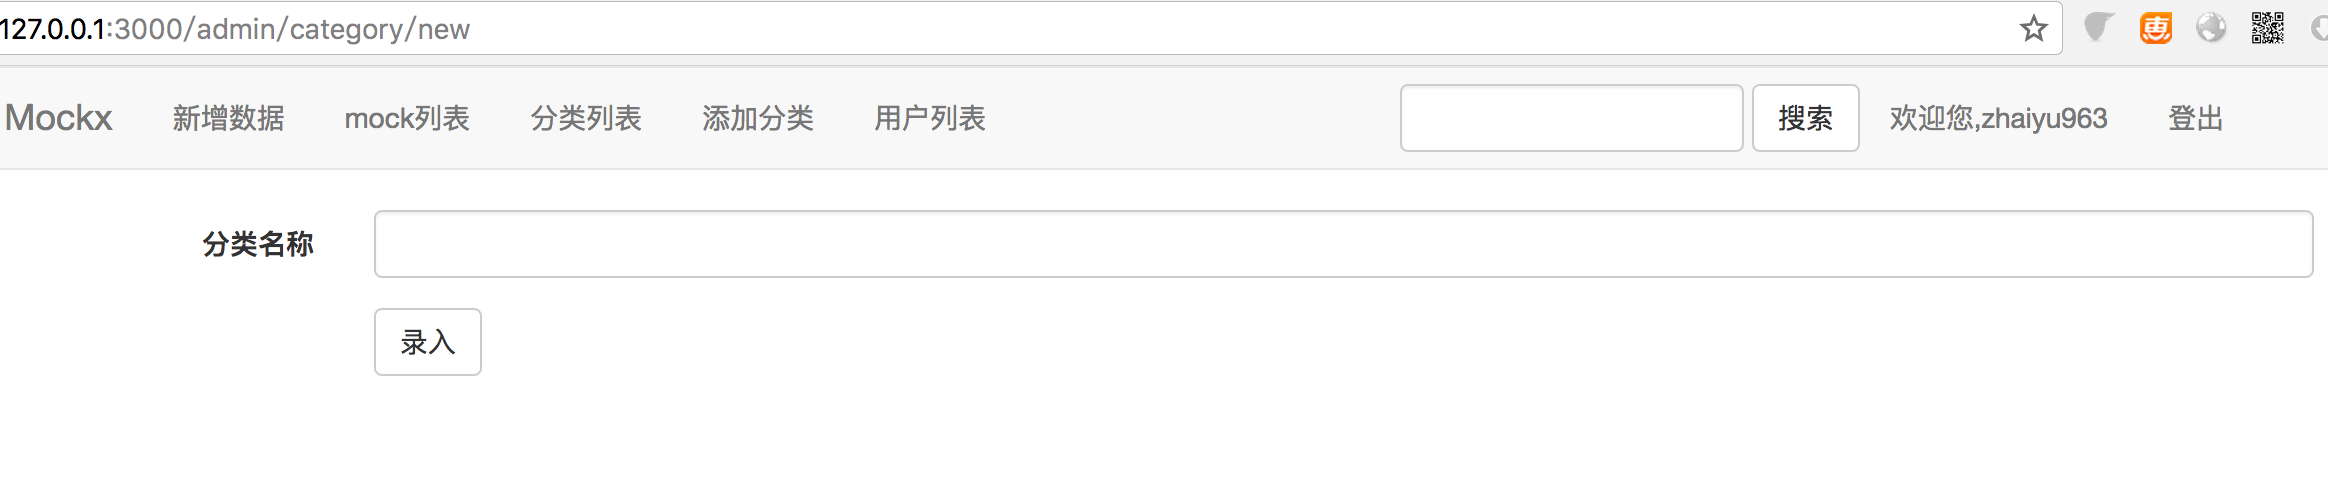 127.0.0.1:3000/admin/category/new
惠
Mockx 新增数据 mock列表 分类列表 添加分类 用户列表 搜索 欢迎您,zhaiyu963 登出
分类名称
录入